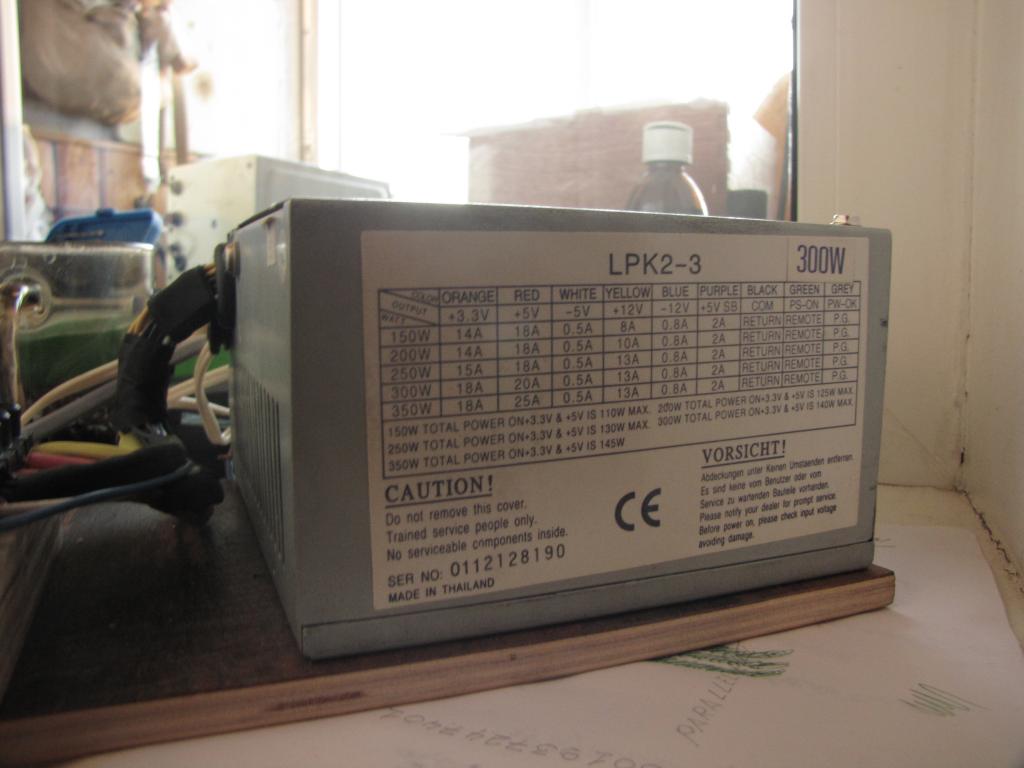 LPK2-3
300W
COLOR ORANGE RED WHITE YELLOW BLUE PURPLE BLACK GREEN GREY
OUTPUT WATT +3.3V +5V -5V +12V -12V +5V SB COM PS-ON PW-OK
150W 14A 18A 0.5A 8A 0.8A 2A RETURN REMOTE P.G.
200W 14A 18A 0.5A 10A 0.8A 2A RETURN REMOTE P.G.
250W 15A 18A 0.5A 13A 0.8A 2A RETURN REMOTE P.G.
300W 18A 20A 0.5A 13A 0.8A 2A RETURN REMOTE P.G.
350W 18A 25A 0.5A 13A 0.8A 2A RETURN REMOTE P.G.
150W TOTAL POWER ON+3.3V & +5V IS 110W MAX. 200W TOTAL POWER ON+3.3V & +5V IS 125W MAX.
250W TOTAL POWER ON+3.3V & +5V IS 130W MAX. 300W TOTAL POWER ON+3.3V & +5V IS 140W MAX.
350W TOTAL POWER ON+3.3V & +5V IS 145W
CAUTION!
Do not remove this cover.
Trained service people only.
No serviceable components inside.
SER NO: 0112128190
MADE IN THAILAND
CE
VORSICHT!
Abdeckungen unter Keinen Umstaenden entfernen.
Es sind keine vom Benutzer oder vom
Service zu wartenden Bauteile vorhanden.
Please notify your dealer for prompt service.
Before power on, please check input voltage
avoiding damage.
PARALLE